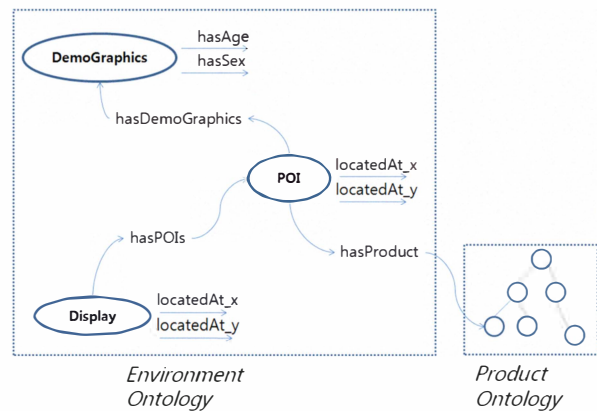 hasAge
DemoGraphics
hasSex
hasDemoGraphics
locatedAt_x
POI
locatedAt_y
hasPOIs
hasProduct
locatedAt_x
Display
locatedAt_y
Environment
Ontology
Product
Ontology